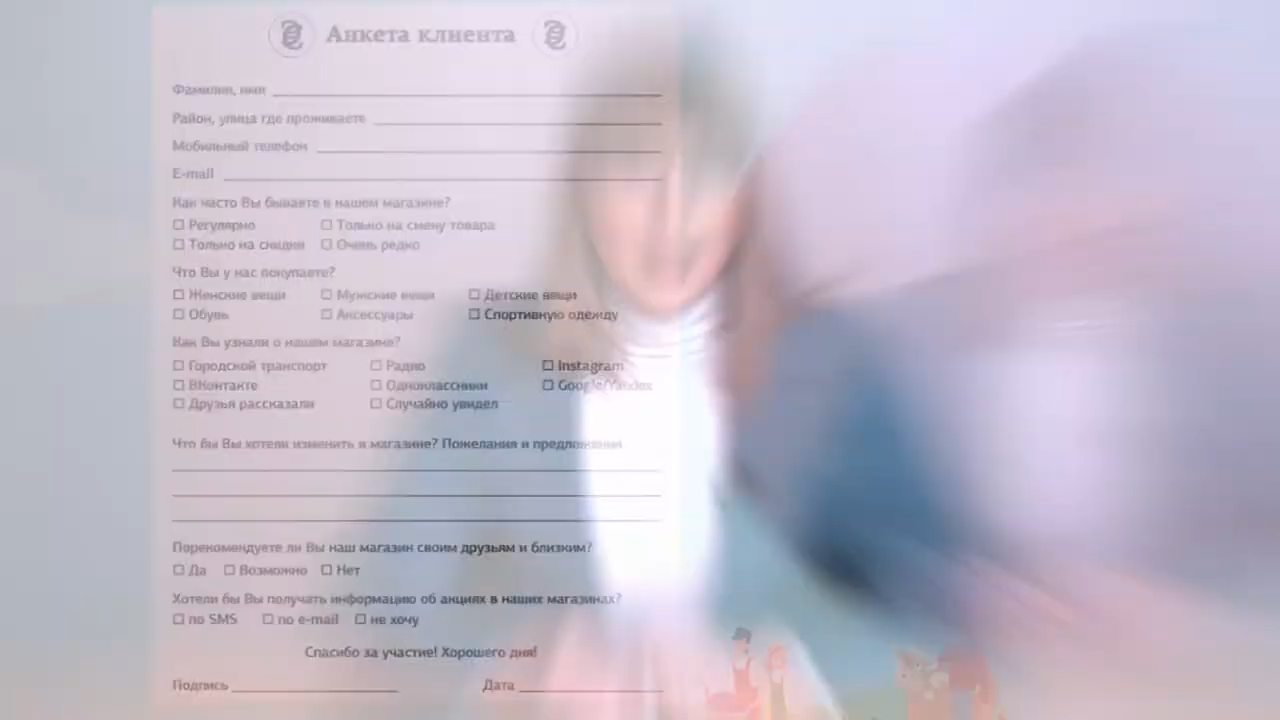 Анкета клиента
Фамилия, имя
Район, улица где проживаете
Мобильный телефон
E-mail
Как часто Вы бываете в нашем магазине?
Регулярно Только на смену товара
Только на скидки Очень редко
Что Вы у нас покупаете?
Женские вещи Мужские вещи Детские вещи
Обувь Аксессуары Спортивную одежду
Как Вы узнали о нашем магазине?
Городской транспорт Радио Instagram
ВКонтакте Одноклассники Google/Yandex
Друзья рассказали Случайно увидел
Что бы Вы хотели изменить в магазине? Пожелания и предложения
Порекомендуете ли Вы наш магазин своим друзьям и близким?
Да Возможно Нет
Хотели бы Вы получать информацию об акциях в наших магазинах?
по SMS по e-mail не хочу
Спасибо за участие! Хорошего дня!
Подпись Дата